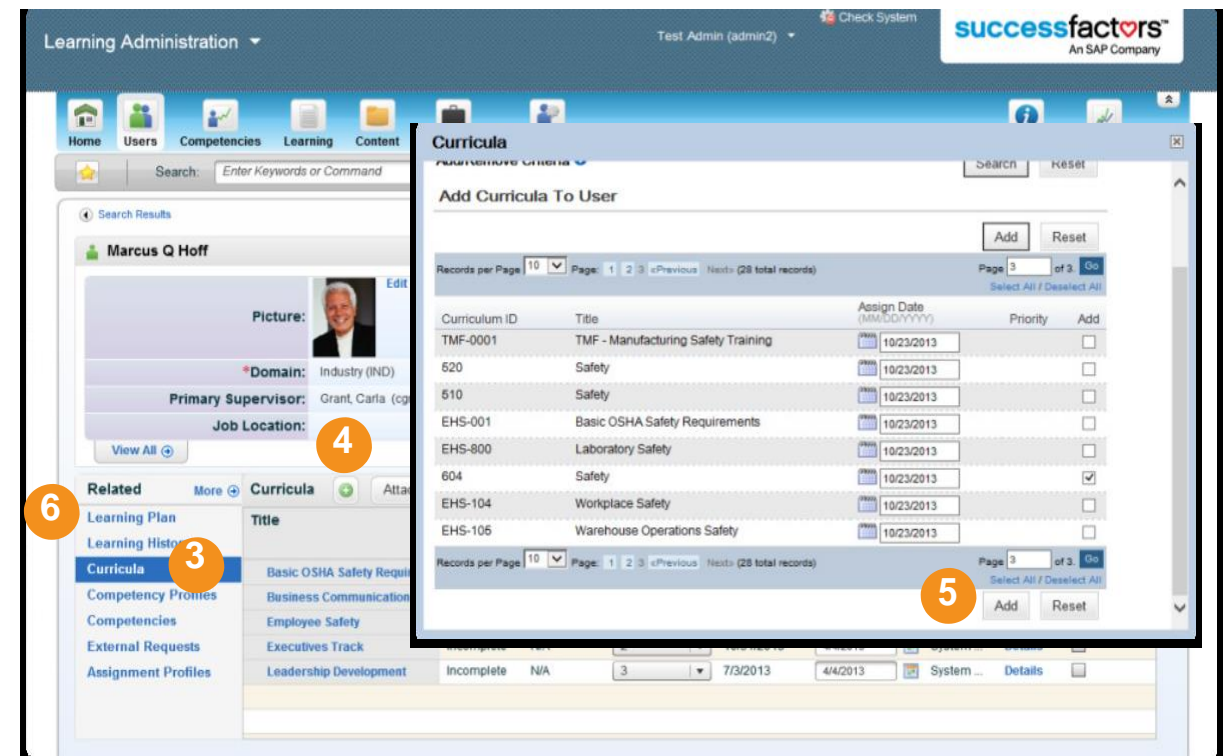 Check System
Learning Administration
Test Admin (admin2)
successfactors™
An SAP Company
Home Users Competencies Learning Content
Search: Enter Keywords or Command
Search Results
Marcus Q Hoff
Edit
Picture:
*Domain: Industry (IND)
Primary Supervisor: Grant, Carla
Job Location:
View All
4
6
Related More Curricula
Learning Plan
Title
Learning
3
Curricula
Competency Profiles
Competencies
External Requests
Assignment Profiles
Basic OSHA Safety
Business Communication
Employee Safety
Executives Track
Leadership Development Incomplete N/A 3 7/3/2013 4/4/2013 System ... Details
Curricula
Add/Remove Criteria
Search Reset
Add Curricula To User
Add Reset
Records per Page 10 Page: 1 2 3 «Previous Next» (28 total records) Page 3 of 3. Go
Select All / Deselect All
Curriculum ID Title Assign Date Priority Add
(MM/DD/YYYY)
TMF-0001 TMF - Manufacturing Safety Training 10/23/2013
520 Safety 10/23/2013
510 Safety 10/23/2013
EHS-001 Basic OSHA Safety Requirements 10/23/2013
EHS-800 Laboratory Safety 10/23/2013
604 Safety 10/23/2013
EHS-104 Workplace Safety 10/23/2013
EHS-105 Warehouse Operations Safety 10/23/2013
Records per Page 10 Page: 1 2 3 «Previous Next» (28 total records) Page 3 of 3. Go
Select All / Deselect All
5
Add Reset